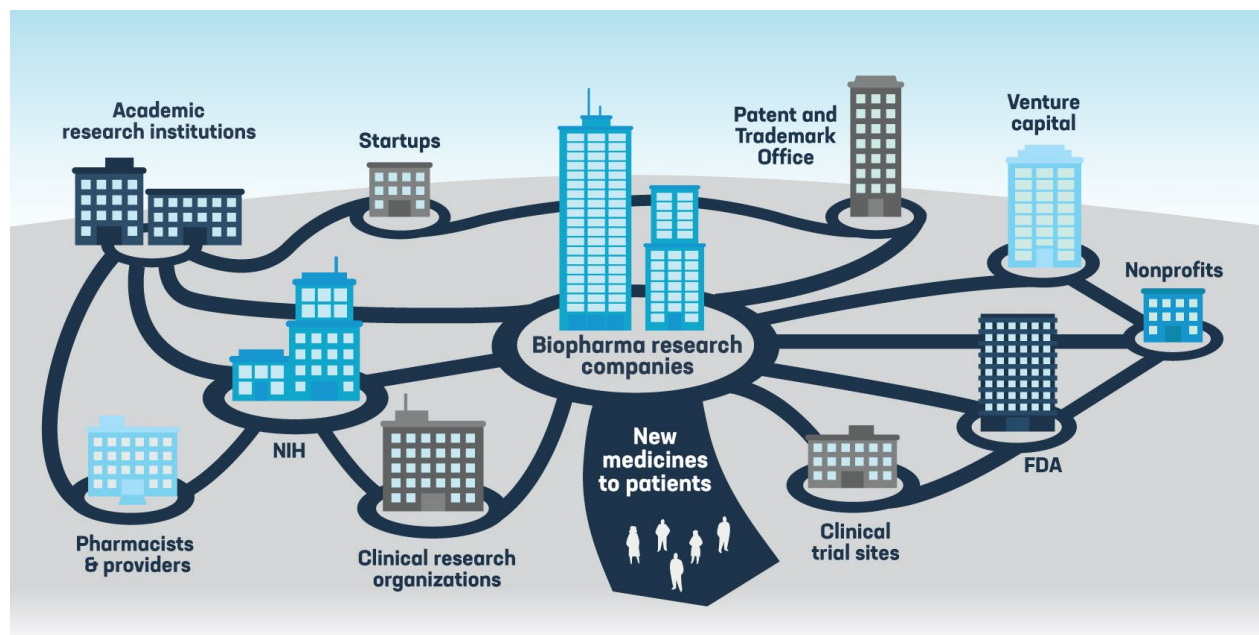 Academic
research institutions
Startups
Patent and
Trademark
Office
Venture
capital
Nonprofits
Biopharma research
companies
NIH
New
medicines
to patients
FDA
Pharmacists
& providers
Clinical research
organizations
Clinical
trial sites